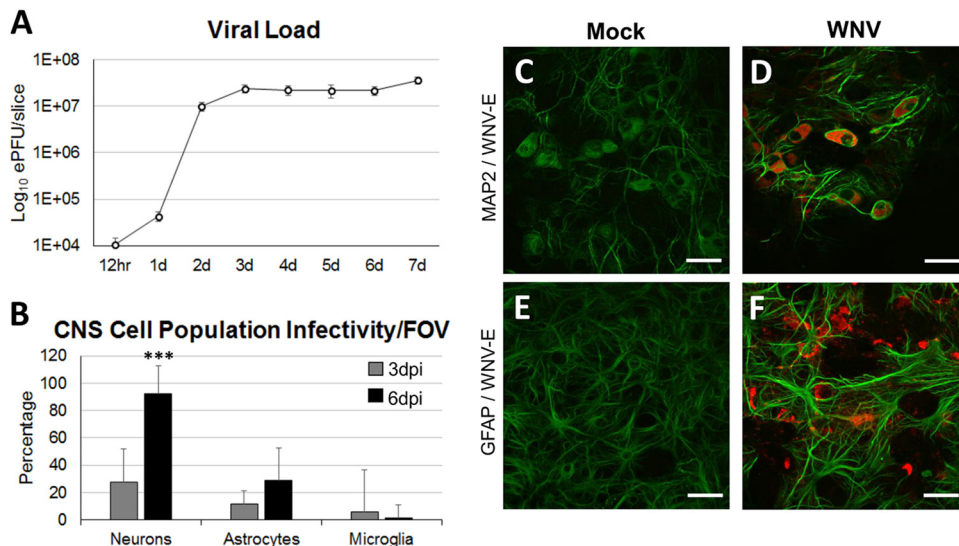 A
Viral Load
Log10 ePFU/slice
1E+08
1E+07
1E+06
1E+05
1E+04
12hr 1d 2d 3d 4d 5d 6d 7d
B
CNS Cell Population Infectivity/FOV
Percentage
120
100
80
60
40
20
0
***
3dpi
6dpi
Neurons Astrocytes Microglia
Mock WNV
MAP2 / WNV-E
C D
GFAP / WNV-E
E F